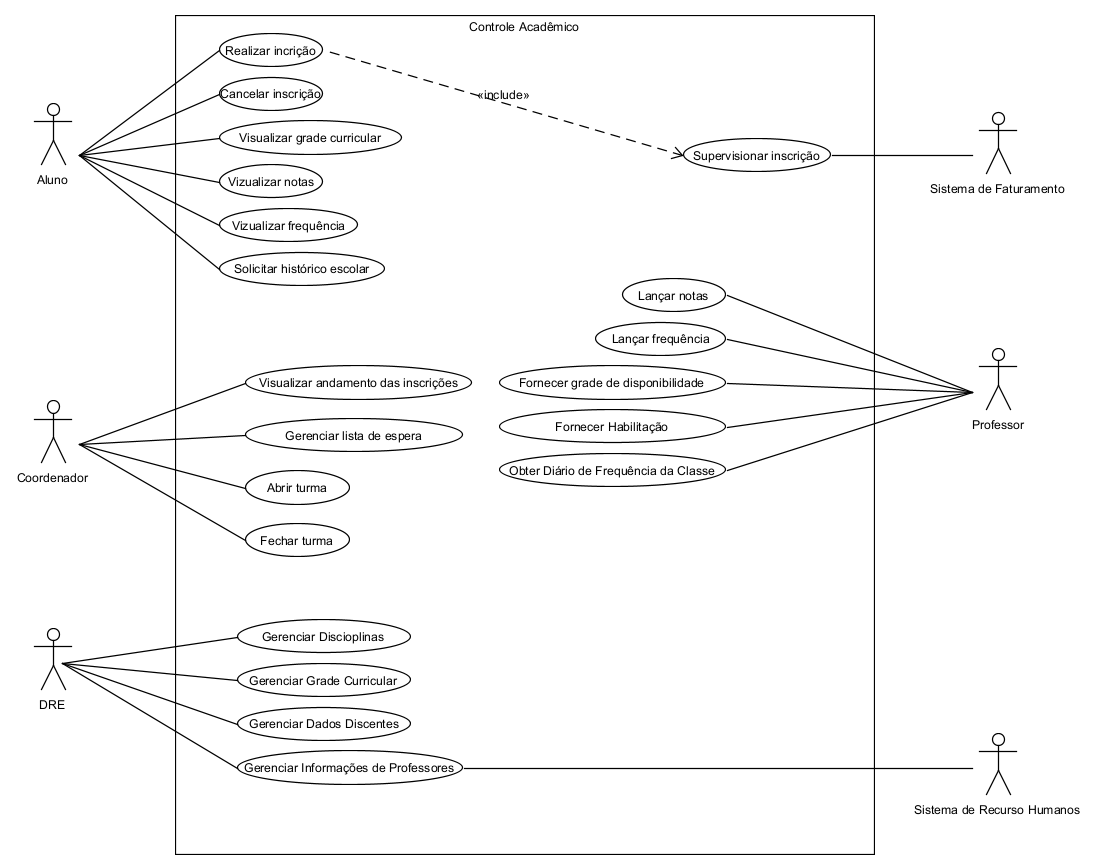 Controle Acadêmico
Realizar incrição
Cancelar inscrição
Visualizar grade curricular
Vizualizar notas
Vizualizar frequência
Solicitar histórico escolar
Aluno
«include»
Supervisionar inscrição
Sistema de Faturamento
Lançar notas
Lançar frequência
Fornecer grade de disponibilidade
Fornecer Habilitação
Obter Diário de Frequência da Classe
Professor
Visualizar andamento das inscrições
Gerenciar lista de espera
Abrir turma
Fechar turma
Coordenador
Gerenciar Discioplinas
Gerenciar Grade Curricular
Gerenciar Dados Discentes
Gerenciar Informações de Professores
DRE
Sistema de Recurso Humanos